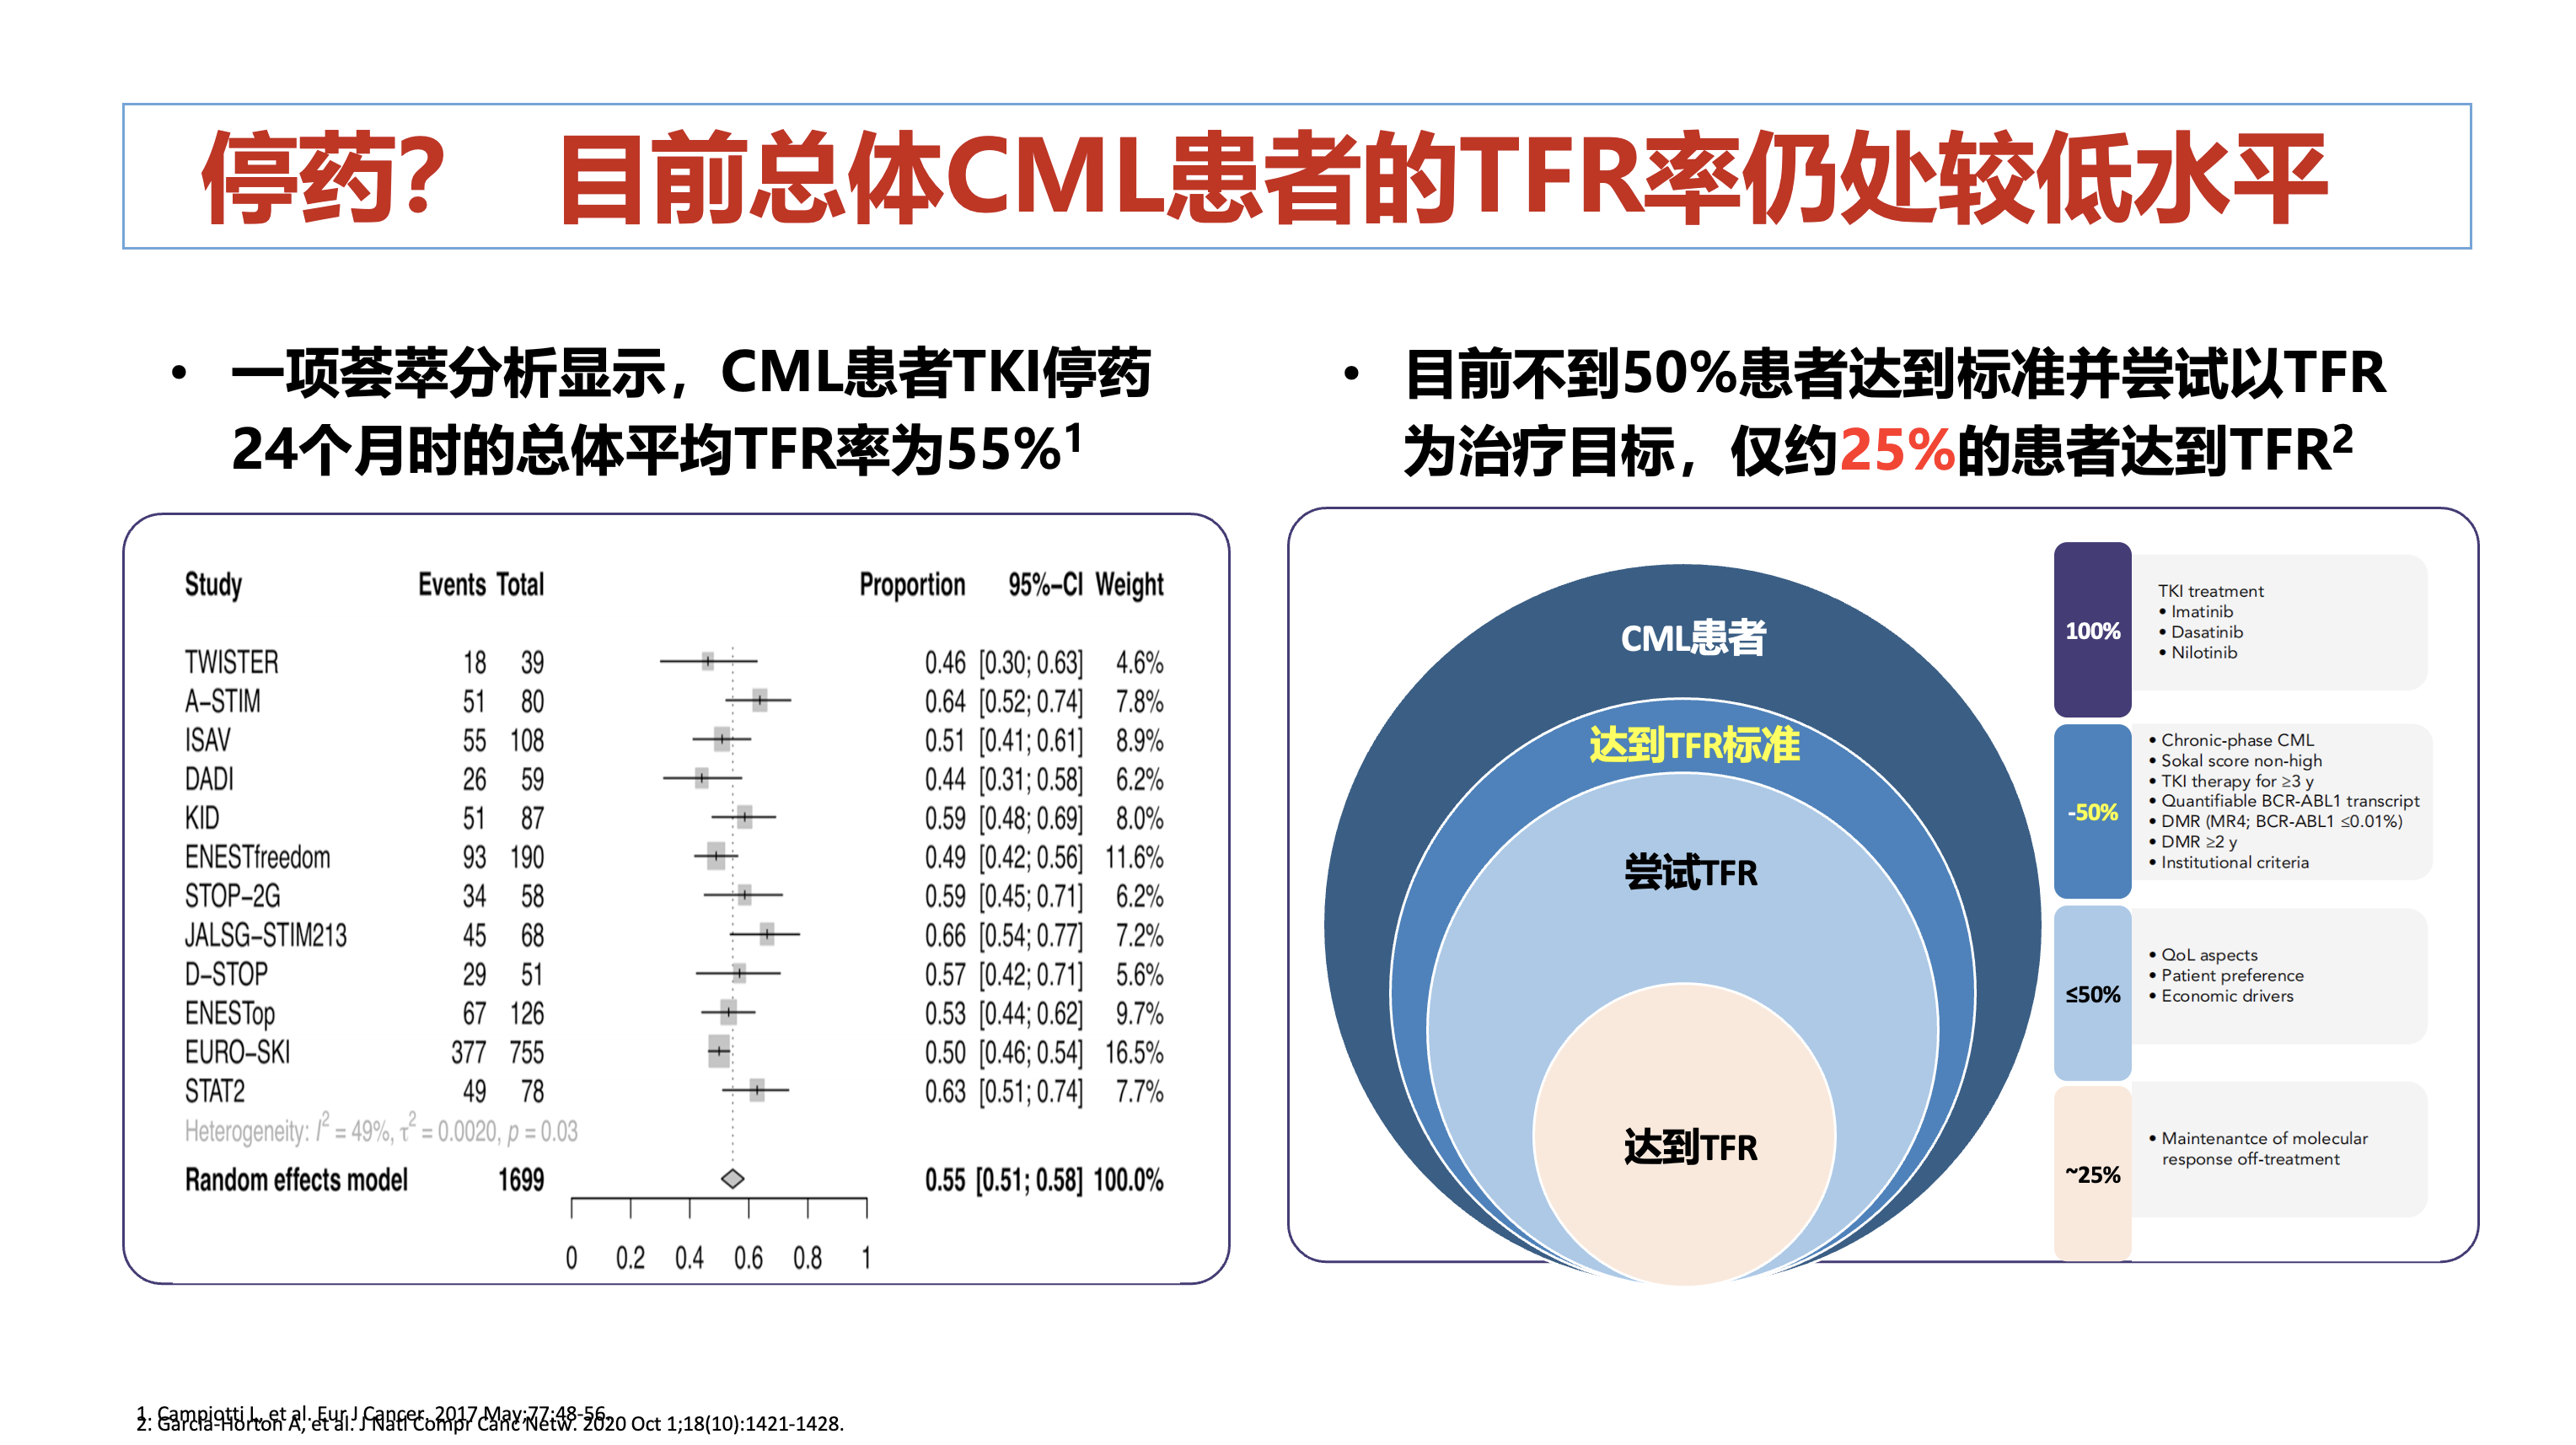 停药？ 目前总体CML患者的TFR率仍处较低水平
• 一项荟萃分析显示，CML患者TKI停药
24个月时的总体平均TFR率为55%1
Study Events Total Proportion 95%–CI Weight
TWISTER 18 39 0.46 [0.30; 0.63] 4.6%
A–STIM 51 80 0.64 [0.52; 0.74] 7.8%
ISAV 55 108 0.51 [0.41; 0.61] 8.9%
DADI 26 59 0.44 [0.31; 0.58] 6.2%
KID 51 87 0.59 [0.48; 0.69] 8.0%
ENESTfreedom 93 190 0.49 [0.42; 0.56] 11.6%
STOP–2G 34 58 0.59 [0.45; 0.71] 6.2%
JALSG–STIM213 45 68 0.66 [0.54; 0.77] 7.2%
D–STOP 29 51 0.57 [0.42; 0.71] 5.6%
ENESTop 67 126 0.53 [0.44; 0.62] 9.7%
EURO–SKI 377 755 0.50 [0.46; 0.54] 16.5%
STAT2 49 78 0.63 [0.51; 0.74] 7.7%
Heterogeneity: I2 = 49%, τ2 = 0.0020, p = 0.03
Random effects model 1699 0.55 [0.51; 0.58] 100.0%
0 0.2 0.4 0.6 0.8 1
• 目前不到50%患者达到标准并尝试以TFR
为治疗目标，仅约25%的患者达到TFR2
CML患者
达到TFR标准
尝试TFR
达到TFR
100%
TKI treatment
• Imatinib
• Dasatinib
• Nilotinib
-50%
• Chronic-phase CML
• Sokal score non-high
• TKI therapy for ≥3 y
• Quantifiable BCR-ABL1 transcript
• DMR (MR4; BCR-ABL1 ≤0.01%)
• DMR ≥2 y
• Institutional criteria
≤50%
• QoL aspects
• Patient preference
• Economic drivers
~25%
• Maintenantce of molecular
response off-treatment
1. Campiotti L, et al. Eur J Cancer. 2017 May;77:48-56.
2. García-Horton A, et al. J Natl Compr Canc Netw. 2020 Oct 1;18(10):1421-1428.